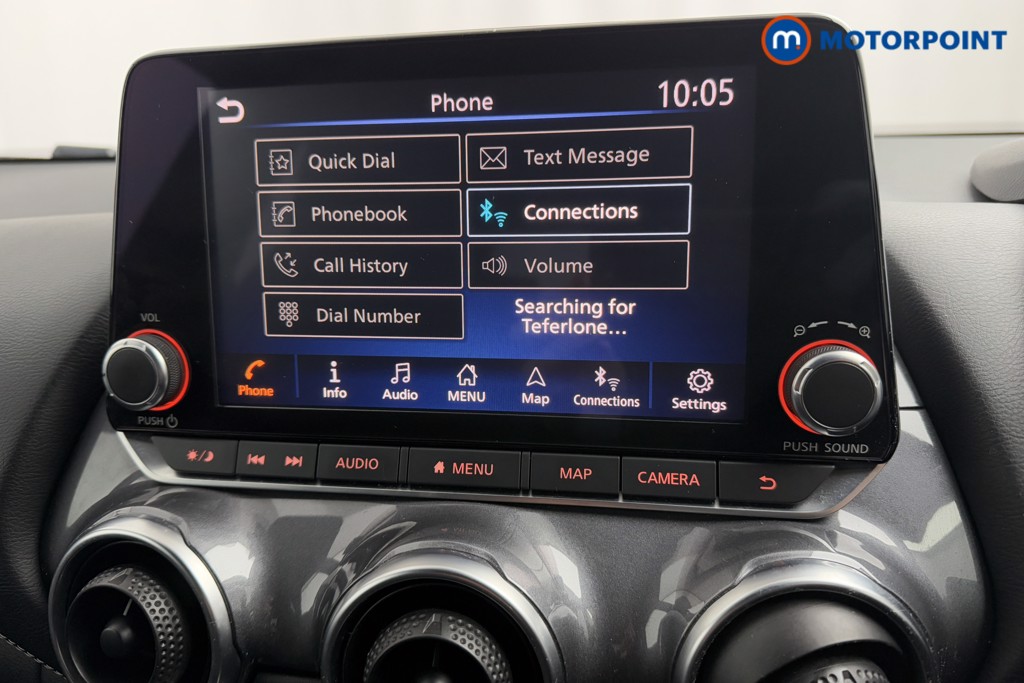 m MOTORPOINT
Phone
10:05
Quick Dial
Text Message
Phonebook
Connections
Call History
Volume
Dial Number
Searching for
Teferlone...
Phone
Info
Audio
MENU
Map
Connections
Settings
VOL
PUSH
PUSH SOUND
AUDIO
MENU
MAP
CAMERA